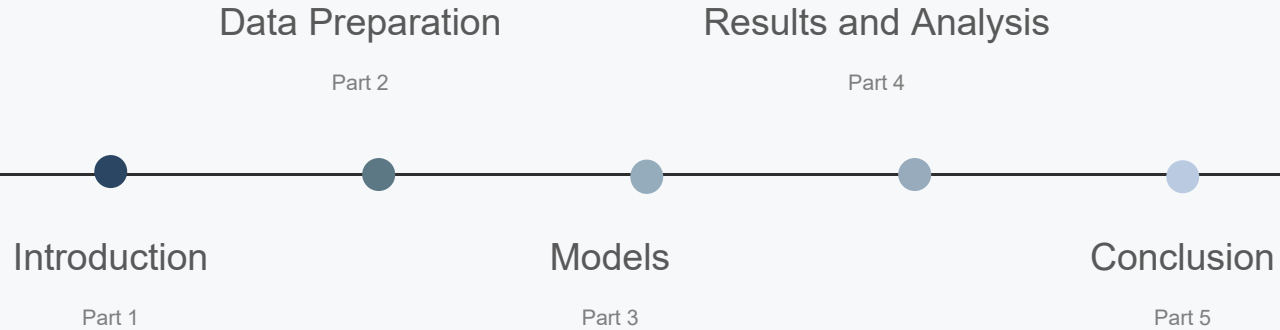 Data Preparation
Part 2
Results and Analysis
Part 4
Introduction
Part 1
Models
Part 3
Conclusion
Part 5